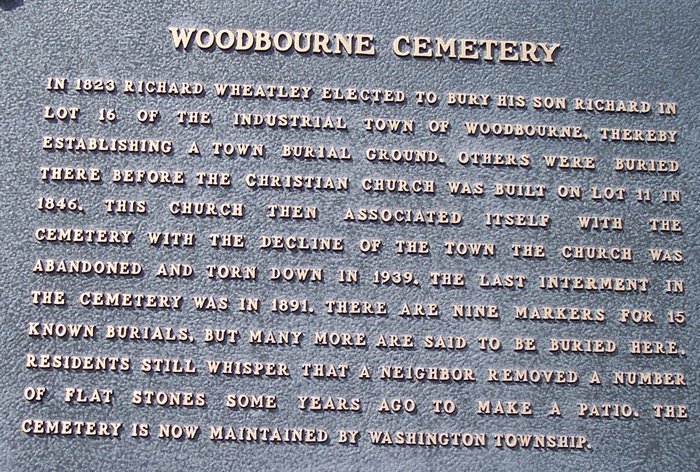 WOODBOURNE CEMETERY
IN 1823 RICHARD WHEATLEY ELECTED TO BURY HIS SON RICHARD IN
LOT 16 OF THE INDUSTRIAL TOWN OF WOODBOURNE, THEREBY
ESTABLISHING A TOWN BURIAL GROUND. OTHERS WERE BURIED
THERE BEFORE THE CHRISTIAN CHURCH WAS BUILT ON LOT 11 IN
1846. THIS CHURCH THEN ASSOCIATED ITSELF WITH THE
CEMETERY WITH THE DECLINE OF THE TOWN THE CHURCH WAS
ABANDONED AND TORN DOWN IN 1939. THE LAST INTERMENT IN
THE CEMETERY WAS IN 1891. THERE ARE NINE MARKERS FOR 15
KNOWN BURIALS, BUT MANY MORE ARE SAID TO BE BURIED HERE.
RESIDENTS STILL WHISPER THAT A NEIGHBOR REMOVED A NUMBER
OF FLAT STONES SOME YEARS AGO TO MAKE A PATIO. THE
CEMETERY IS NOW MAINTAINED BY WASHINGTON TOWNSHIP.